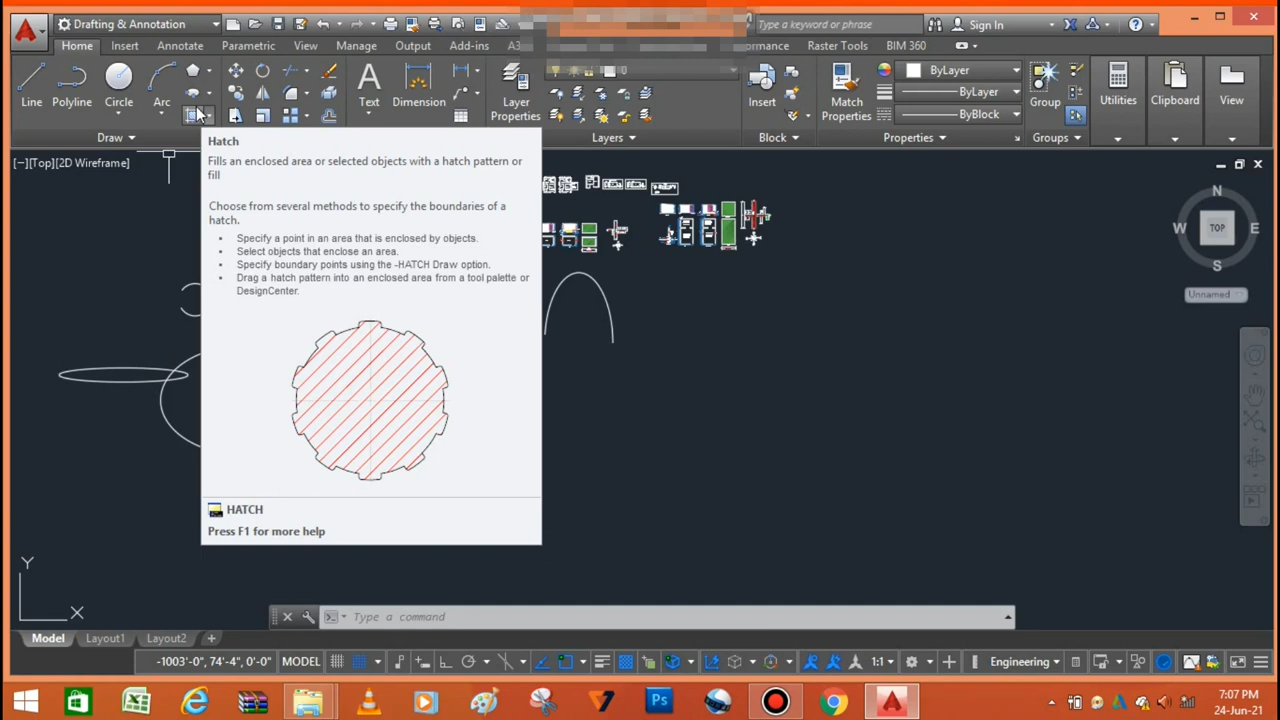 Drafting & Annotation
Type a keyword or phrase
Sign In
Home
Insert
Annotate
Parametric
View
Manage
Output
Add-ins
Raster Tools
BIM 360
Line
Polyline
Circle
Arc
Text
Dimension
Layer
Properties
0
Insert
Match
Properties
ByLayer
ByLayer
ByBlock
Group
Utilities
Clipboard
View
Draw
Layers
Block
Properties
Groups
[−][Top][2D Wireframe]
Hatch
Fills an enclosed area or selected objects with a hatch pattern or
fill
Choose from several methods to specify the boundaries of a
hatch.
• Specify a point in an area that is enclosed by objects.
• Select objects that enclose an area.
• Specify boundary points using the -HATCH Draw option.
• Drag a hatch pattern into an enclosed area from a tool palette or
DesignCenter.
HATCH
Press F1 for more help
N
W
TOP
E
S
Unnamed
Y
X
Type a command
Model
Layout1
Layout2
-1003'-0", 74'-4", 0'-0"
MODEL
1:1
Engineering
Ps
7:07 PM
24-Jun-21